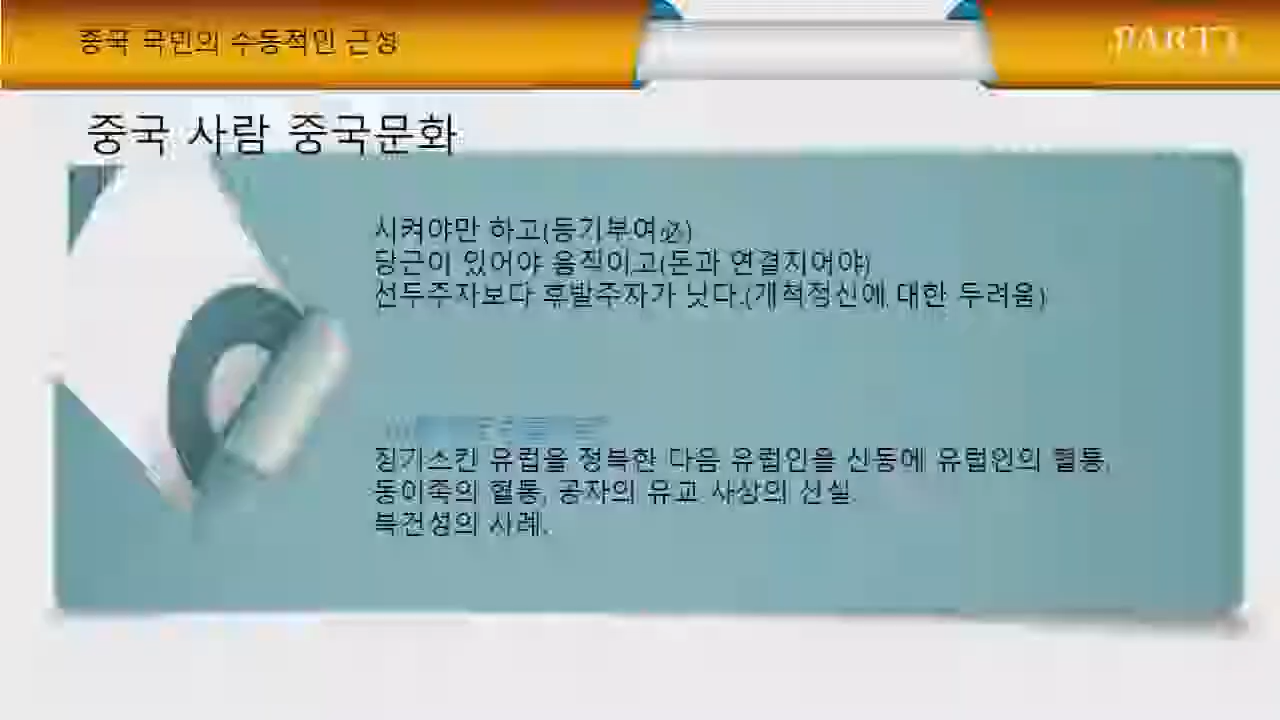 중국 국민의 수동적인 근성
PART
중국 사람 중국문화
시켜야만 하고(동기부여必)
당근이 있어야 움직이고(돈과 연결지어야)
선두주자보다 후발주자가 낫다.(개척정신에 대한 두려움)
징기스칸 유럽을 정복한 다음 유럽인을 산동에 유럽인의 혈통,
동이족의 혈통, 공자의 유교 사상의 산실.
복건성의 사례.